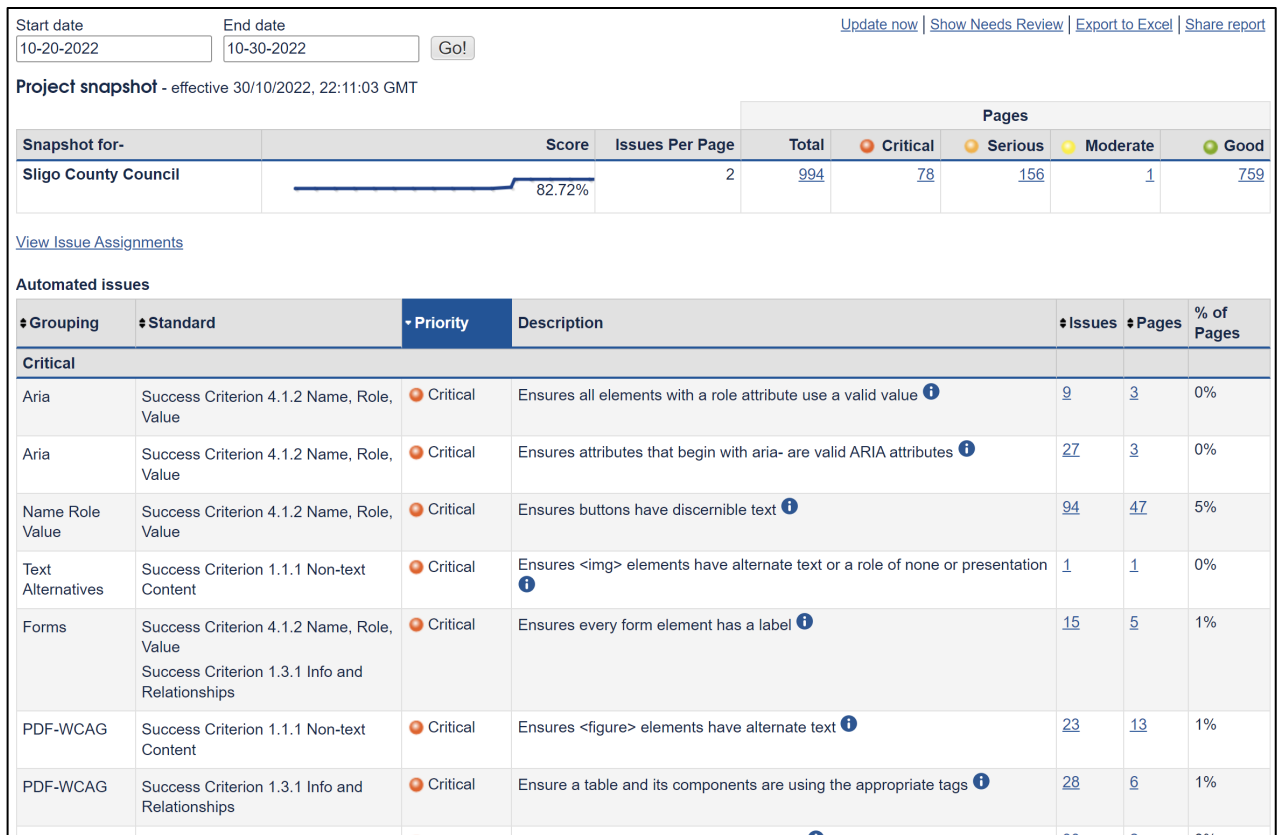 Start date End date
10-20-2022 10-30-2022 Go!
Update now | Show Needs Review | Export to Excel | Share report
Project snapshot - effective 30/10/2022, 22:11:03 GMT
Pages
Snapshot for- Score Issues Per Page Total Critical Serious Moderate Good
Sligo County Council 82.72% 2 994 78 156 1 759
View Issue Assignments
Automated issues
Grouping Standard Priority Description Issues Pages % of Pages
Critical
Aria Success Criterion 4.1.2 Name, Role, Critical Ensures all elements with a role attribute use a valid value 9 3 0%
Value
Aria Success Criterion 4.1.2 Name, Role, Critical Ensures attributes that begin with aria- are valid ARIA attributes 27 3 0%
Value
Name Role Success Criterion 4.1.2 Name, Role, Critical Ensures buttons have discernible text 94 47 5%
Value Value
Text Success Criterion 1.1.1 Non-text Critical Ensures <img> elements have alternate text or a role of none or presentation 1 1 0%
Alternatives Content
Forms Success Criterion 4.1.2 Name, Role, Critical Ensures every form element has a label 15 5 1%
Value
Success Criterion 1.3.1 Info and
Relationships
PDF-WCAG Success Criterion 1.1.1 Non-text Critical Ensures <figure> elements have alternate text 23 13 1%
Content
PDF-WCAG Success Criterion 1.3.1 Info and Critical Ensure a table and its components are using the appropriate tags 28 6 1%
Relationships